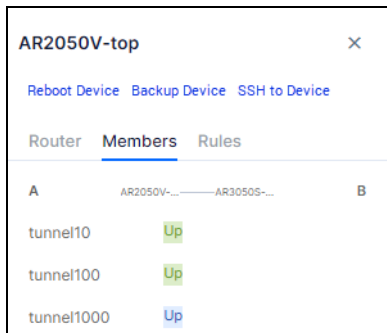 AR2050V-top ×
Reboot Device Backup Device SSH to Device
Router Members Rules
A AR2050V-... AR3050S-... B
tunnel10 Up
tunnel100 Up
tunnel1000 Up